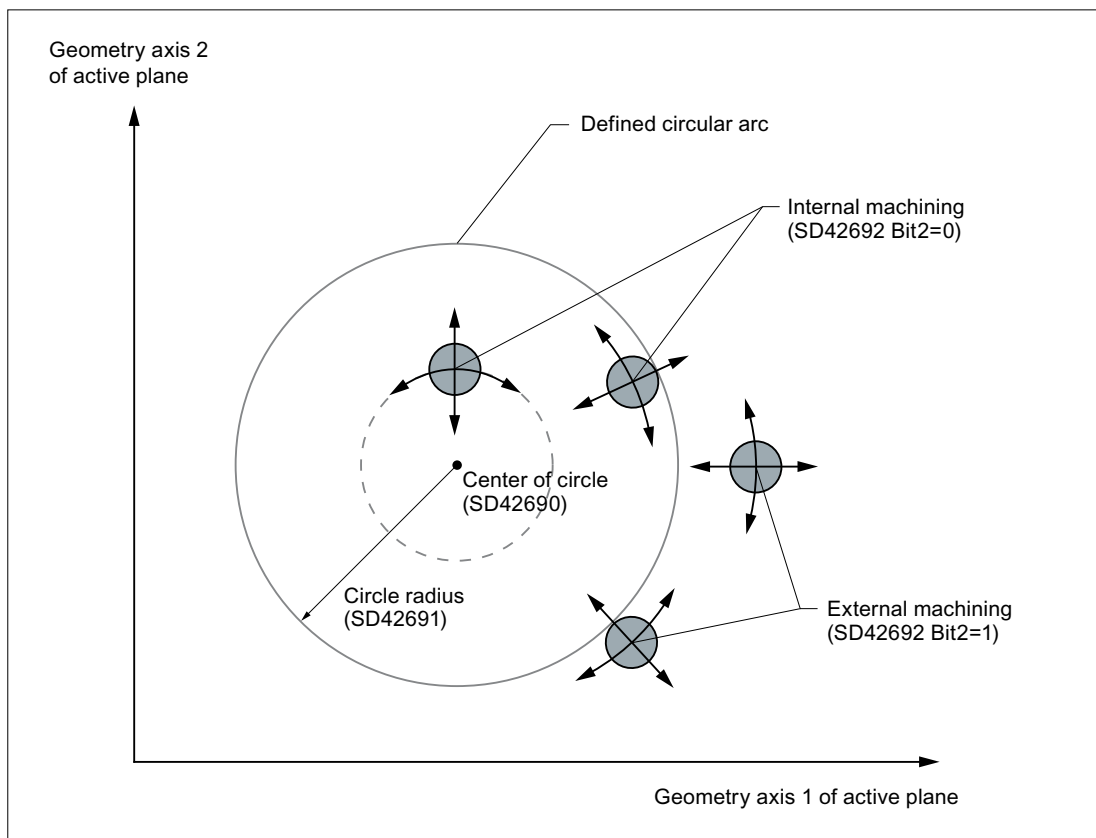 Geometry axis 2
of active plane
Defined circular arc
Internal machining
(SD42692 Bit2=0)
Center of circle
(SD42690)
Circle radius
(SD42691)
External machining
(SD42692 Bit2=1)
Geometry axis 1 of active plane